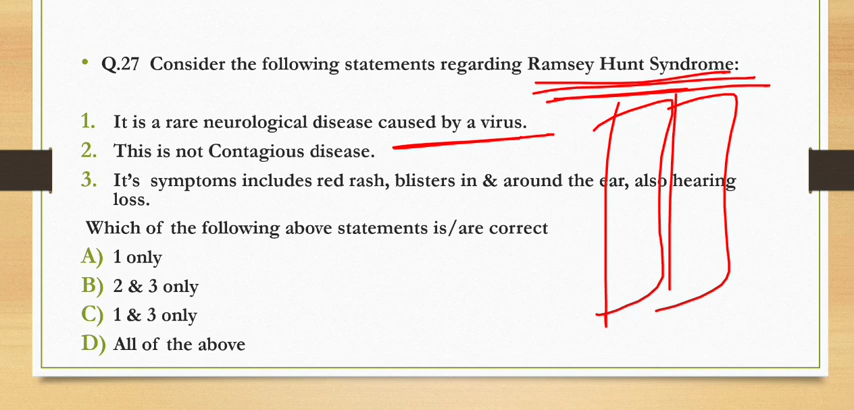 • Q.27 Consider the following statements regarding Ramsey Hunt Syndrome:
1. It is a rare neurological disease caused by a virus.
2. This is not Contagious disease.
3. It's symptoms includes red rash, blisters in & around the ear, also hearing
loss.
Which of the following above statements is/are correct
A) 1 only
B) 2 & 3 only
C) 1 & 3 only
D) All of the above